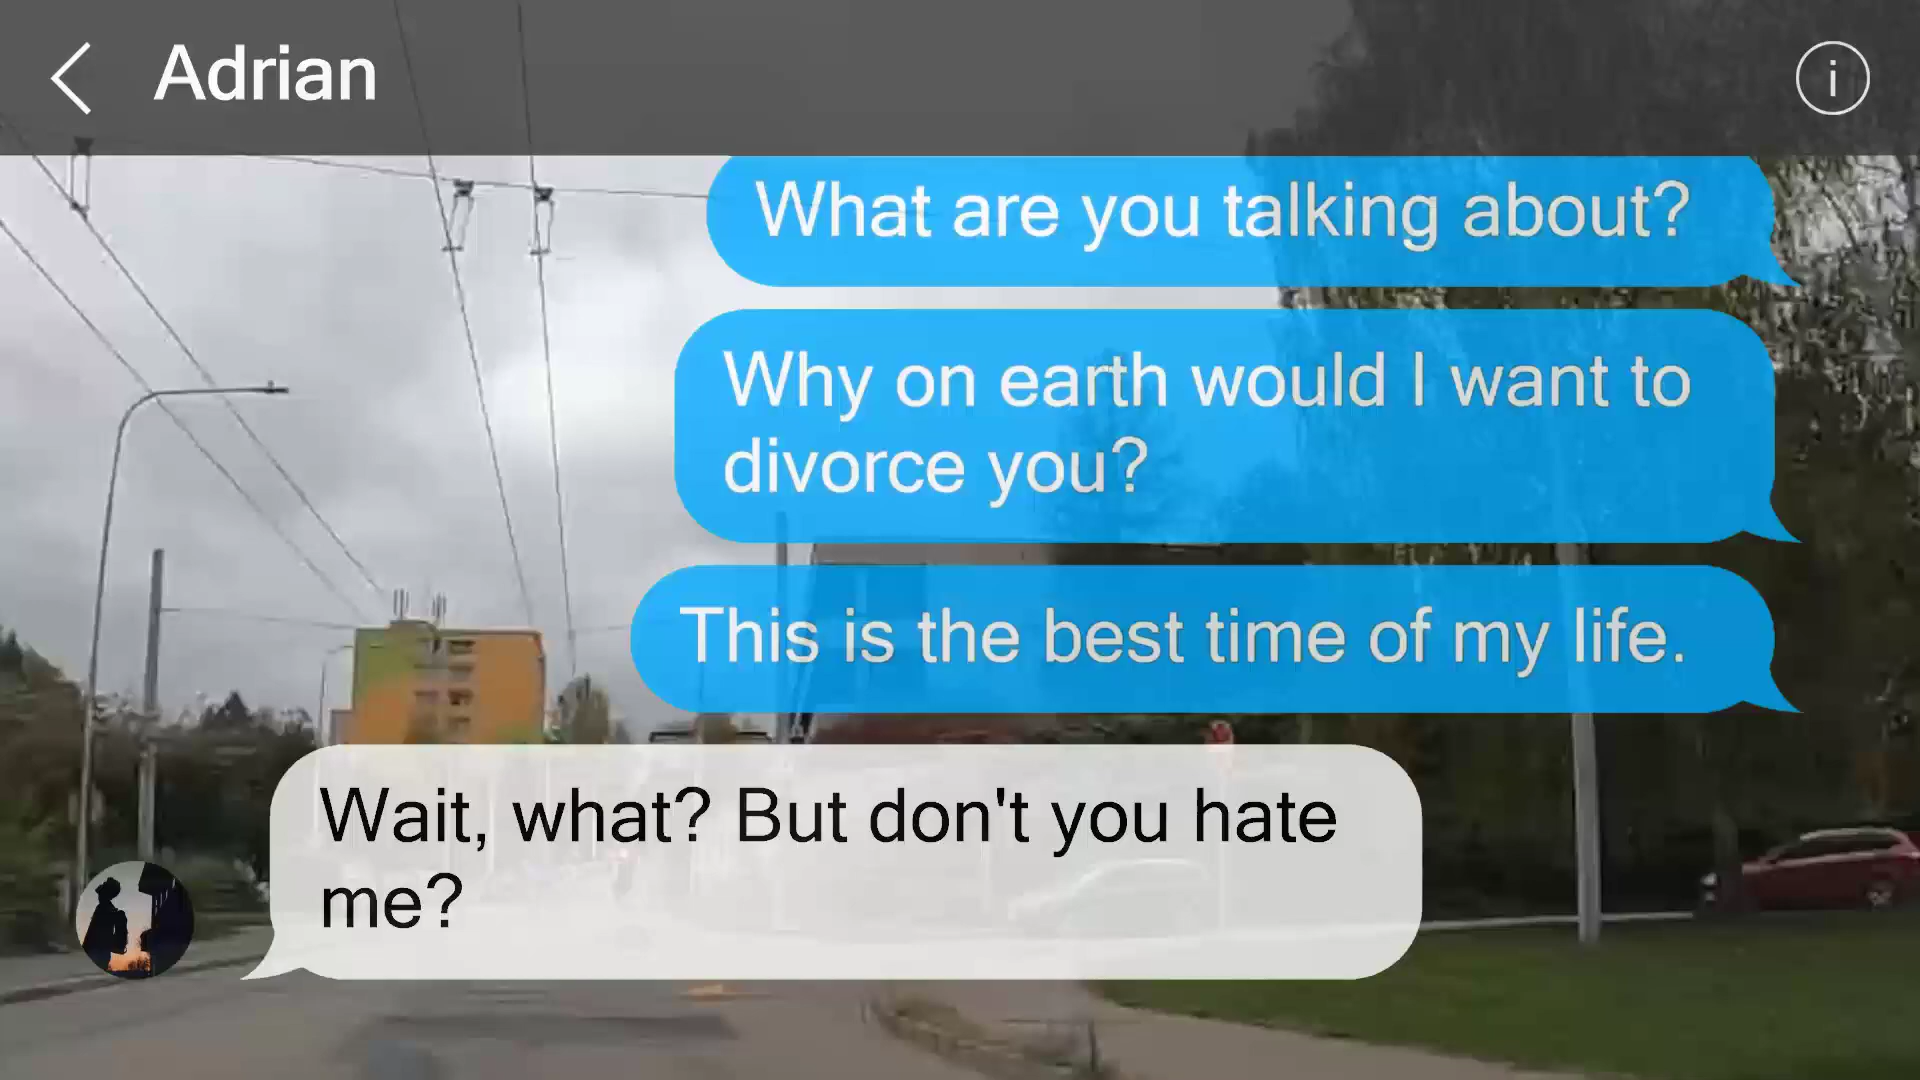 Adrian
What are you talking about?
Why on earth would I want to
divorce you?
This is the best time of my life.
Wait, what? But don't you hate
me?